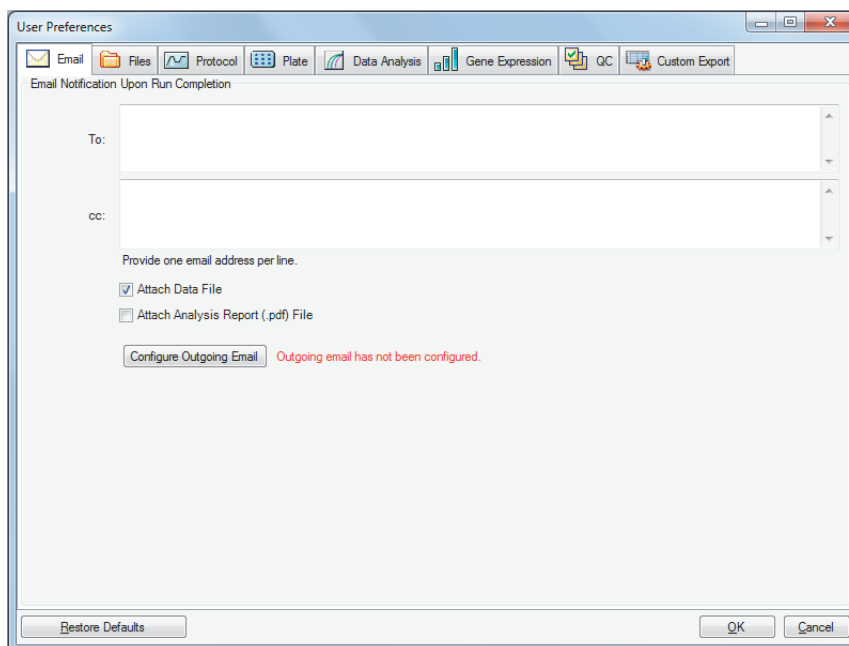 User Preferences
Email Files Protocol Plate Data Analysis Gene Expression QC Custom Export
Email Notification Upon Run Completion
To:
cc:
Provide one email address per line.
Attach Data File
Attach Analysis Report (.pdf) File
Configure Outgoing Email Outgoing email has not been configured.
Restore Defaults OK Cancel